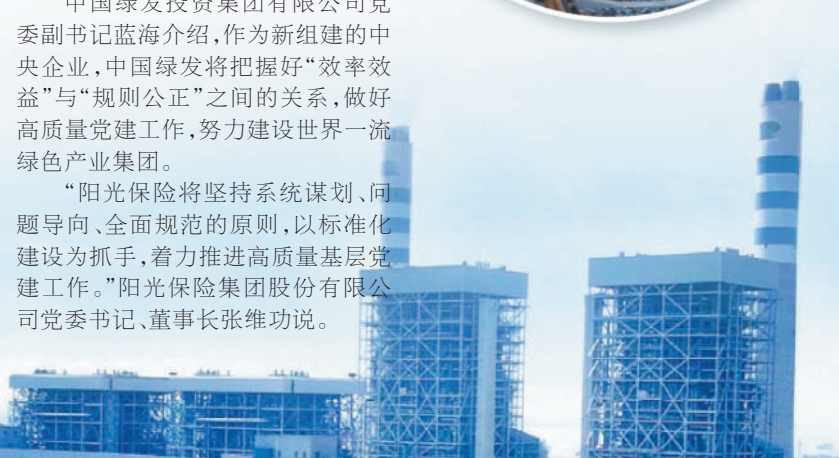 中国绿发投资集团有限公司党
委副书记蓝海介绍，作为新组建的中
央企业，中国绿发将把握好“效率效
益”与“规则公正”之间的关系，做好
高质量党建工作，努力建设世界一流
绿色产业集团。
“阳光保险将坚持系统谋划、问
题导向、全面规范的原则，以标准化
建设为抓手，着力推进高质量基层党
建工作。”阳光保险集团股份有限公
司党委书记、董事长张维功说。